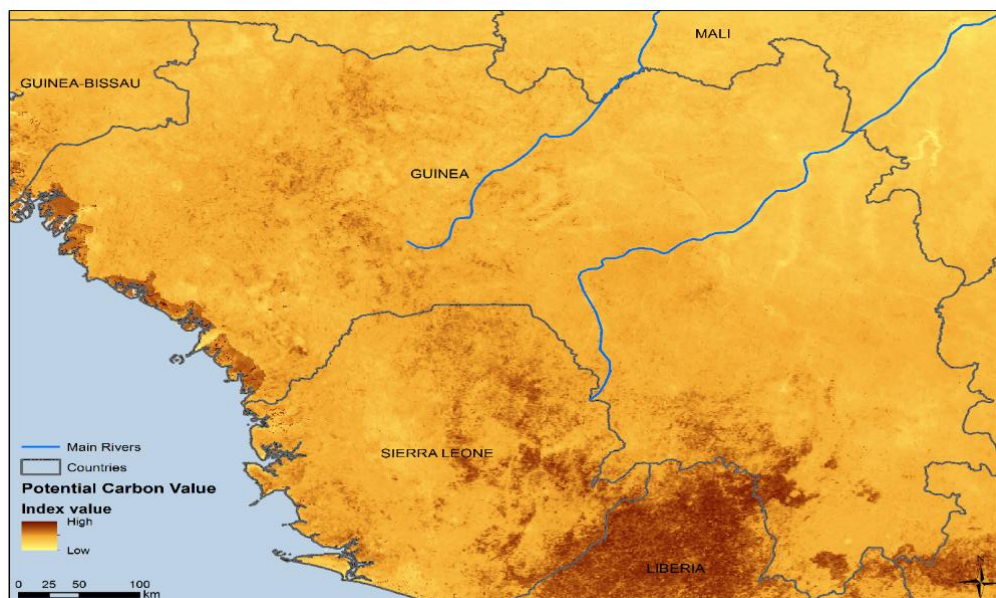 MALI
GUINEA-BISSAU
GUINEA
SIERRA LEONE
LIBERIA
Main Rivers
Countries
Potential Carbon Value
Index value
High
Low
0 25 50 100
km
N